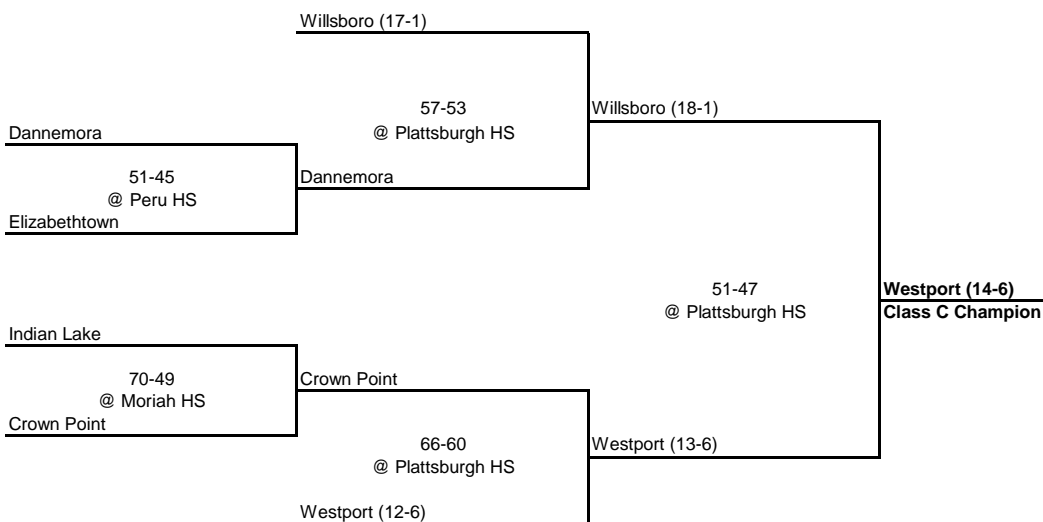 Willsboro (17-1)
57-53
@ Plattsburgh HS
Willsboro (18-1)
Dannemora
51-45
@ Peru HS
Dannemora
Elizabethtown
51-47
@ Plattsburgh HS
Westport (14-6)
Class C Champion
Indian Lake
70-49
@ Moriah HS
Crown Point
Crown Point
66-60
@ Plattsburgh HS
Westport (13-6)
Westport (12-6)